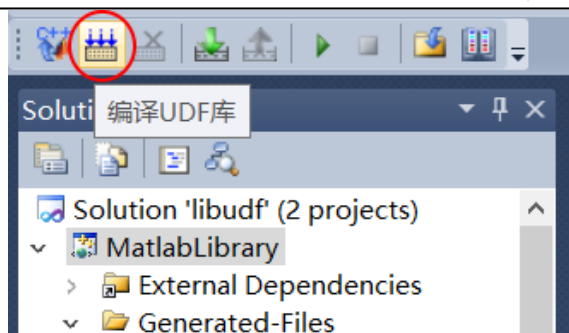 Soluti
编译UDF库
Solution 'libudf' (2 projects)
MatlabLibrary
External Dependencies
Generated-Files